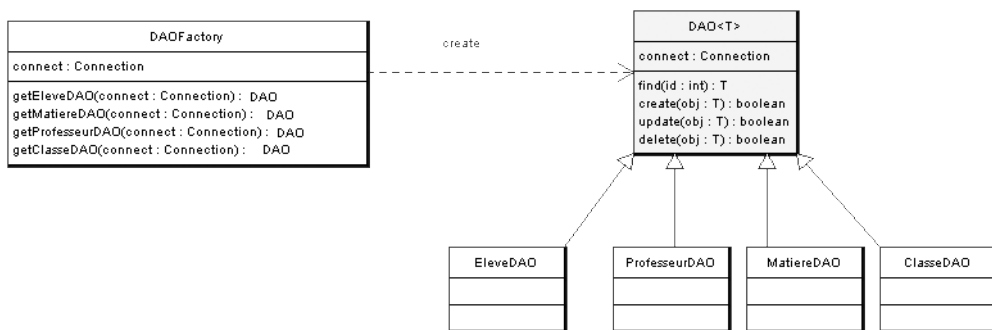 DAOFactory
connect : Connection
getEleveDAO(connect : Connection) : DAO
getMatiereDAO(connect : Connection) : DAO
getProfesseurDAO(connect : Connection) : DAO
getClasseDAO(connect : Connection) : DAO
create
DAO<T>
connect : Connection
find(id : int) : T
create(obj : T) : boolean
update(obj : T) : boolean
delete(obj : T) : boolean
EleveDAO
ProfesseurDAO
MatiereDAO
ClasseDAO